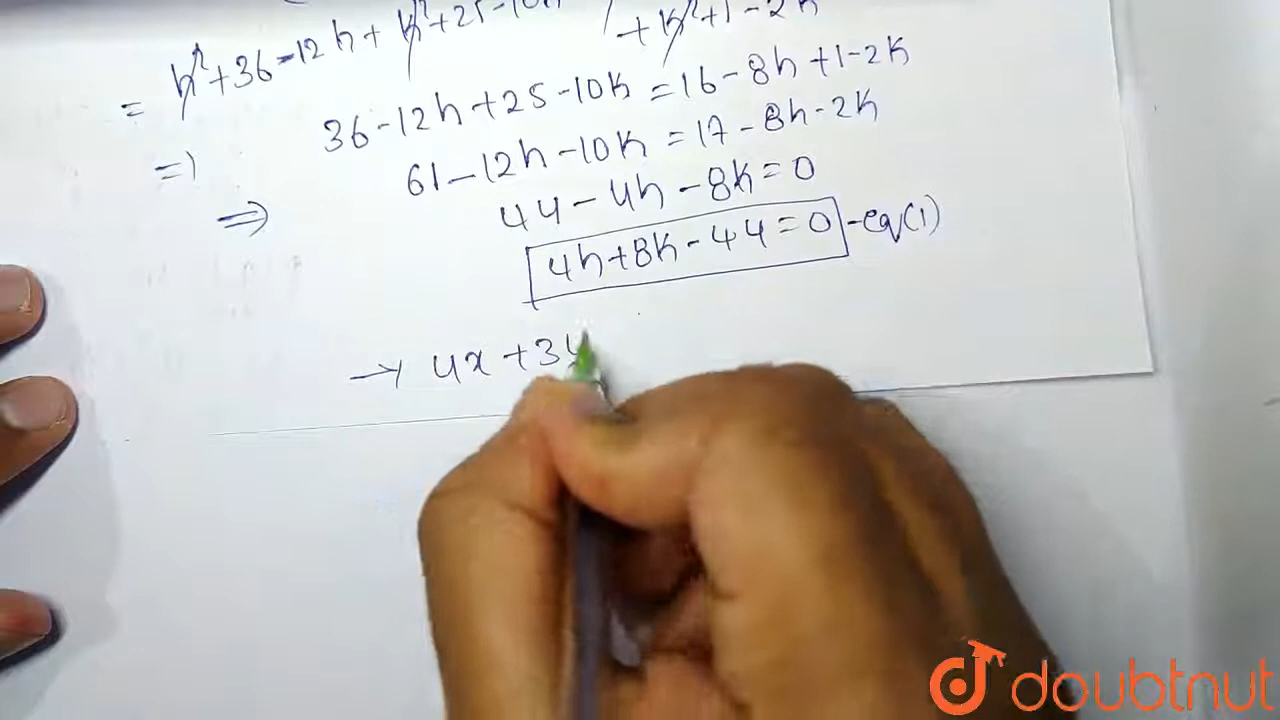 = h²+36-12h+k²+25-10k
+k²+1-2k
36-12h+25-10k=16-8h+1-2k
=) 61-12h-10k=17-8h-2k
⇒ 44-4h-8k=0
4h+8k-44=0 -eq(1)
→ 4x+3y
doubtnut